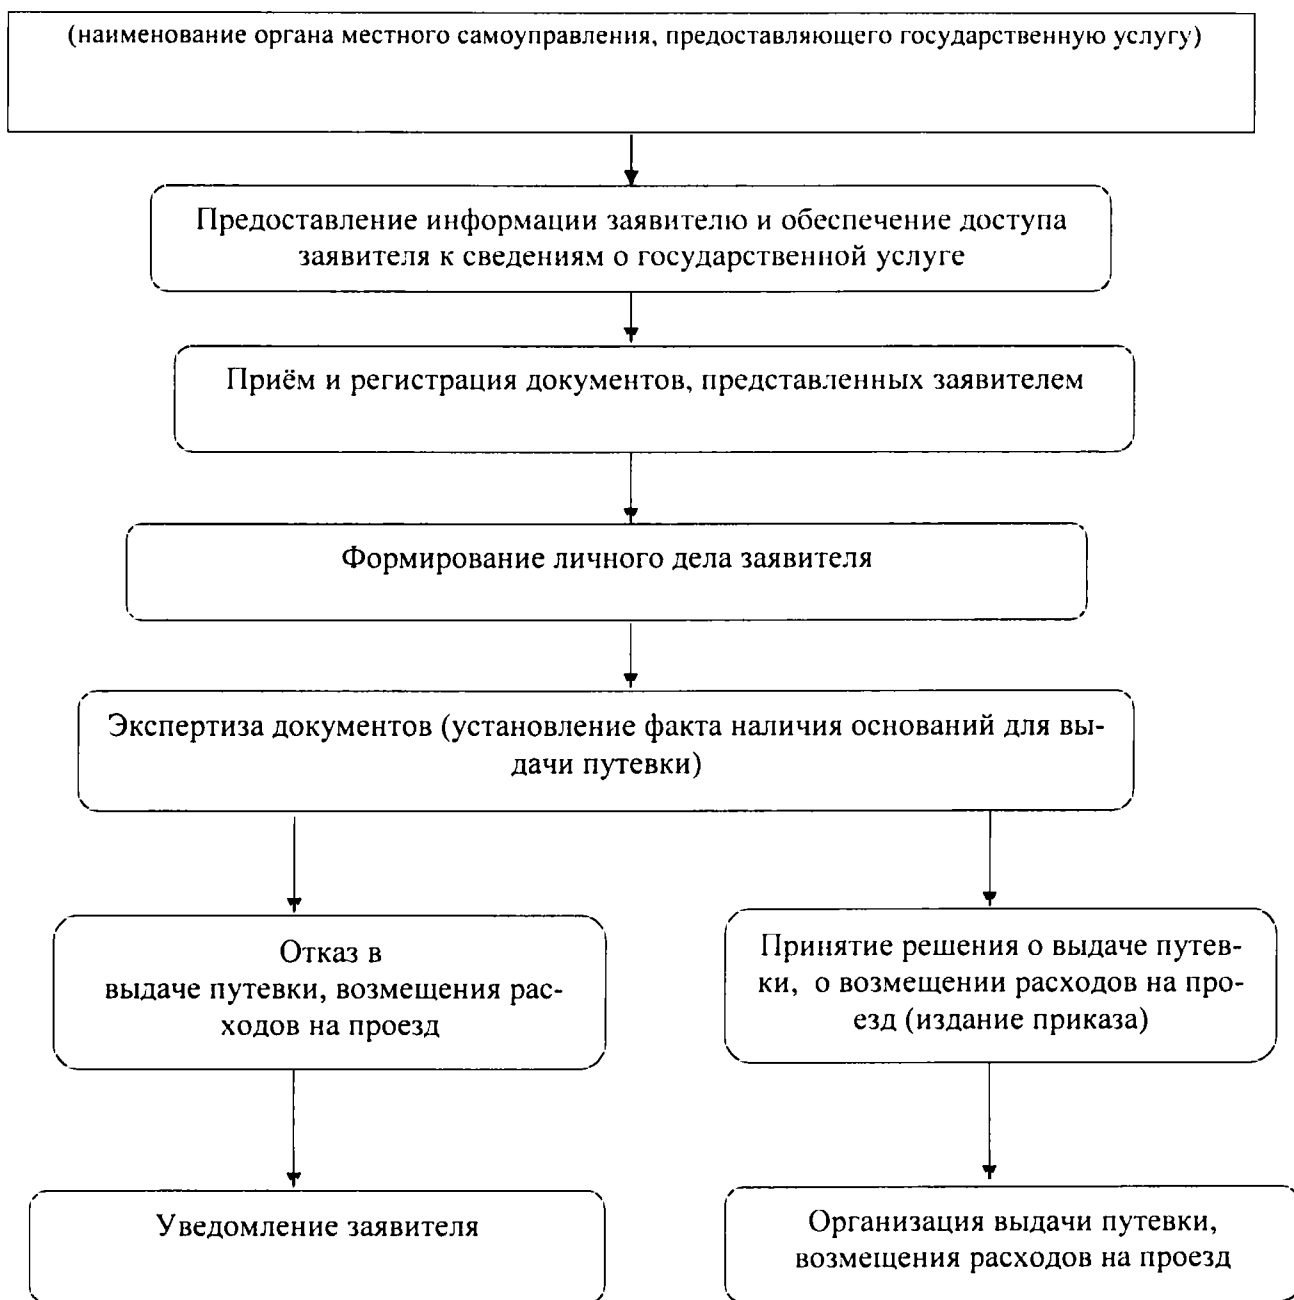 (наименование органа местного самоуправления, предоставляющего государственную услугу)
Предоставление информации заявителю и обеспечение доступа
заявителя к сведениям о государственной услуге
Приём и регистрация документов, представленных заявителем
Формирование личного дела заявителя
Экспертиза документов (установление факта наличия оснований для вы-
дачи путевки)
Отказ в
выдаче путевки, возмещения рас-
ходов на проезд
Принятие решения о выдаче путев-
ки, о возмещении расходов на про-
езд (издание приказа)
Уведомление заявителя
Организация выдачи путевки,
возмещения расходов на проезд